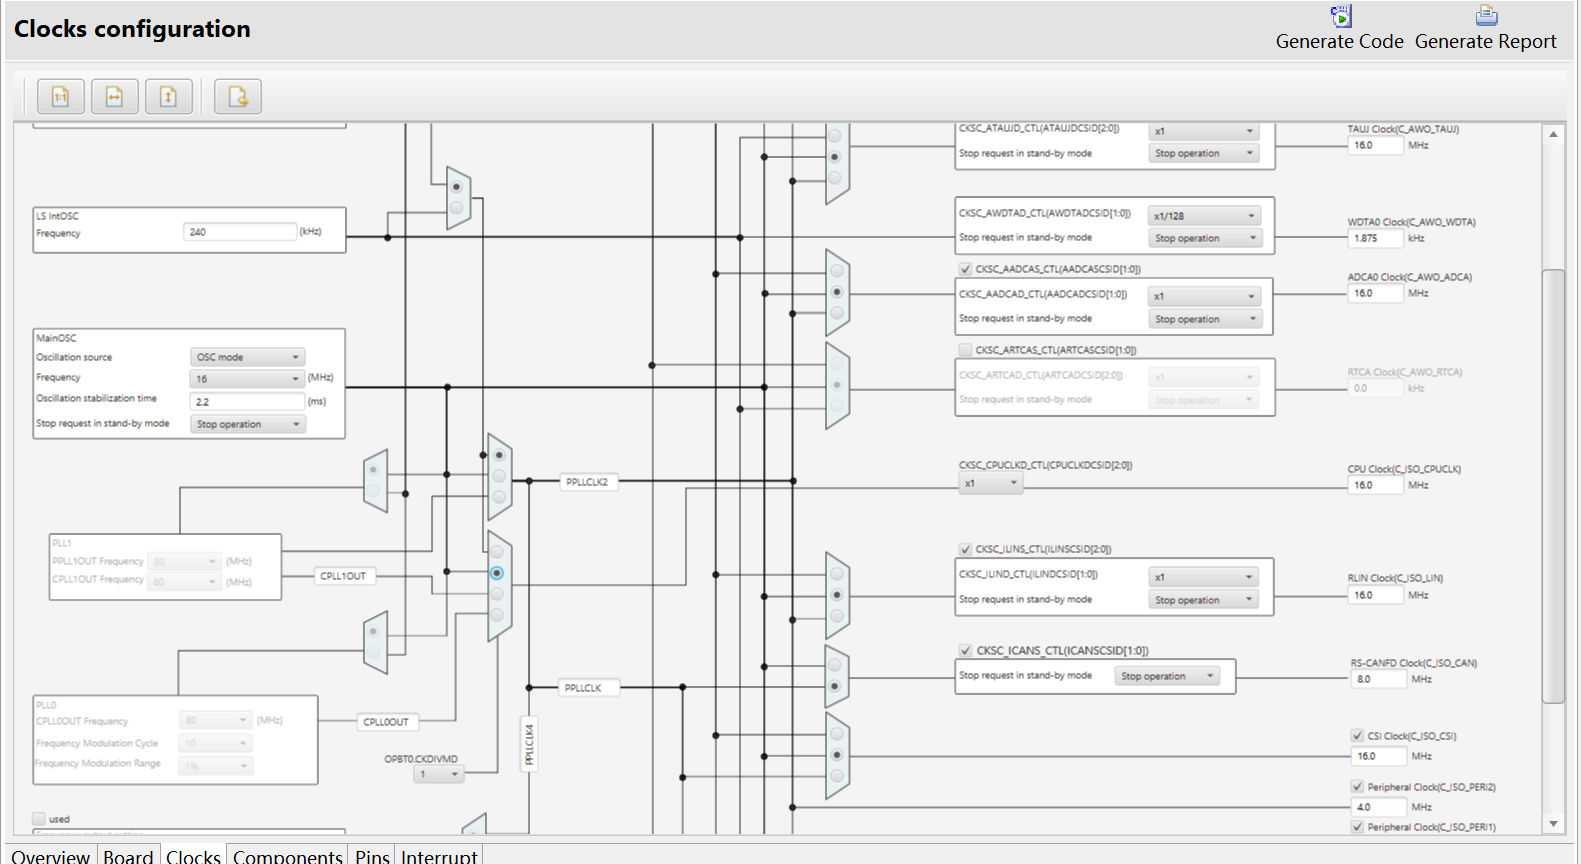 Clocks configuration
Generate Code
Generate Report
1:1
CKSC_ATAUJD_CTL(ATAUJDCSID[2:0])
x1
TAUJ Clock(C_AWO_TAUJ)
Stop request in stand-by mode
Stop operation
16.0
MHz
LS IntOSC
Frequency
240
(kHz)
CKSC_AWDTAD_CTL(AWDTADCSID[1:0])
x1/128
WDTA0 Clock(C_AWO_WDTA)
Stop request in stand-by mode
Stop operation
1.875
kHz
CKSC_AADCAS_CTL(AADCASCSID[1:0])
ADCA0 Clock(C_AWO_ADCA)
CKSC_AADCAD_CTL(AADCADCSID[1:0])
x1
16.0
MHz
Stop request in stand-by mode
Stop operation
MainOSC
Oscillation source
OSC mode
Frequency
16
(MHz)
Oscillation stabilization time
2.2
(ms)
Stop request in stand-by mode
Stop operation
CKSC_ARTCAS_CTL(ARTCASCSID[1:0])
CKSC_ARTCAD_CTL(ARTCADCSID[2:0])
x1
RTCA Clock(C_AWO_RTCA)
Stop request in stand-by mode
Stop operation
0.0
kHz
PPLLCLK2
CKSC_CPUCLKD_CTL(CPUCLKDCSID[2:0])
x1
CPU Clock(C_ISO_CPUCLK)
16.0
MHz
PLL1
PPLL1OUT Frequency
80
(MHz)
CPLL1OUT Frequency
80
(MHz)
CPLL1OUT
CKSC_ILINS_CTL(ILINSCSID[2:0])
CKSC_ILIND_CTL(ILINDCSID[1:0])
x1
RLIN Clock(C_ISO_LIN)
Stop request in stand-by mode
Stop operation
16.0
MHz
CKSC_ICANS_CTL(ICANSCSID[1:0])
RS-CANFD Clock(C_ISO_CAN)
Stop request in stand-by mode
Stop operation
8.0
MHz
PPLLCLK
PLL0
CPLL0OUT Frequency
80
(MHz)
Frequency Modulation Cycle
10
Frequency Modulation Range
1%
CPLL0OUT
PPLLCLK4
OPBT0.CKDIVMD
1
CSI Clock(C_ISO_CSI)
16.0
MHz
Peripheral Clock(C_ISO_PERI2)
4.0
MHz
Peripheral Clock(C_ISO_PERI1)
used
Overview
Board
Clocks
Components
Pins
Interrupt